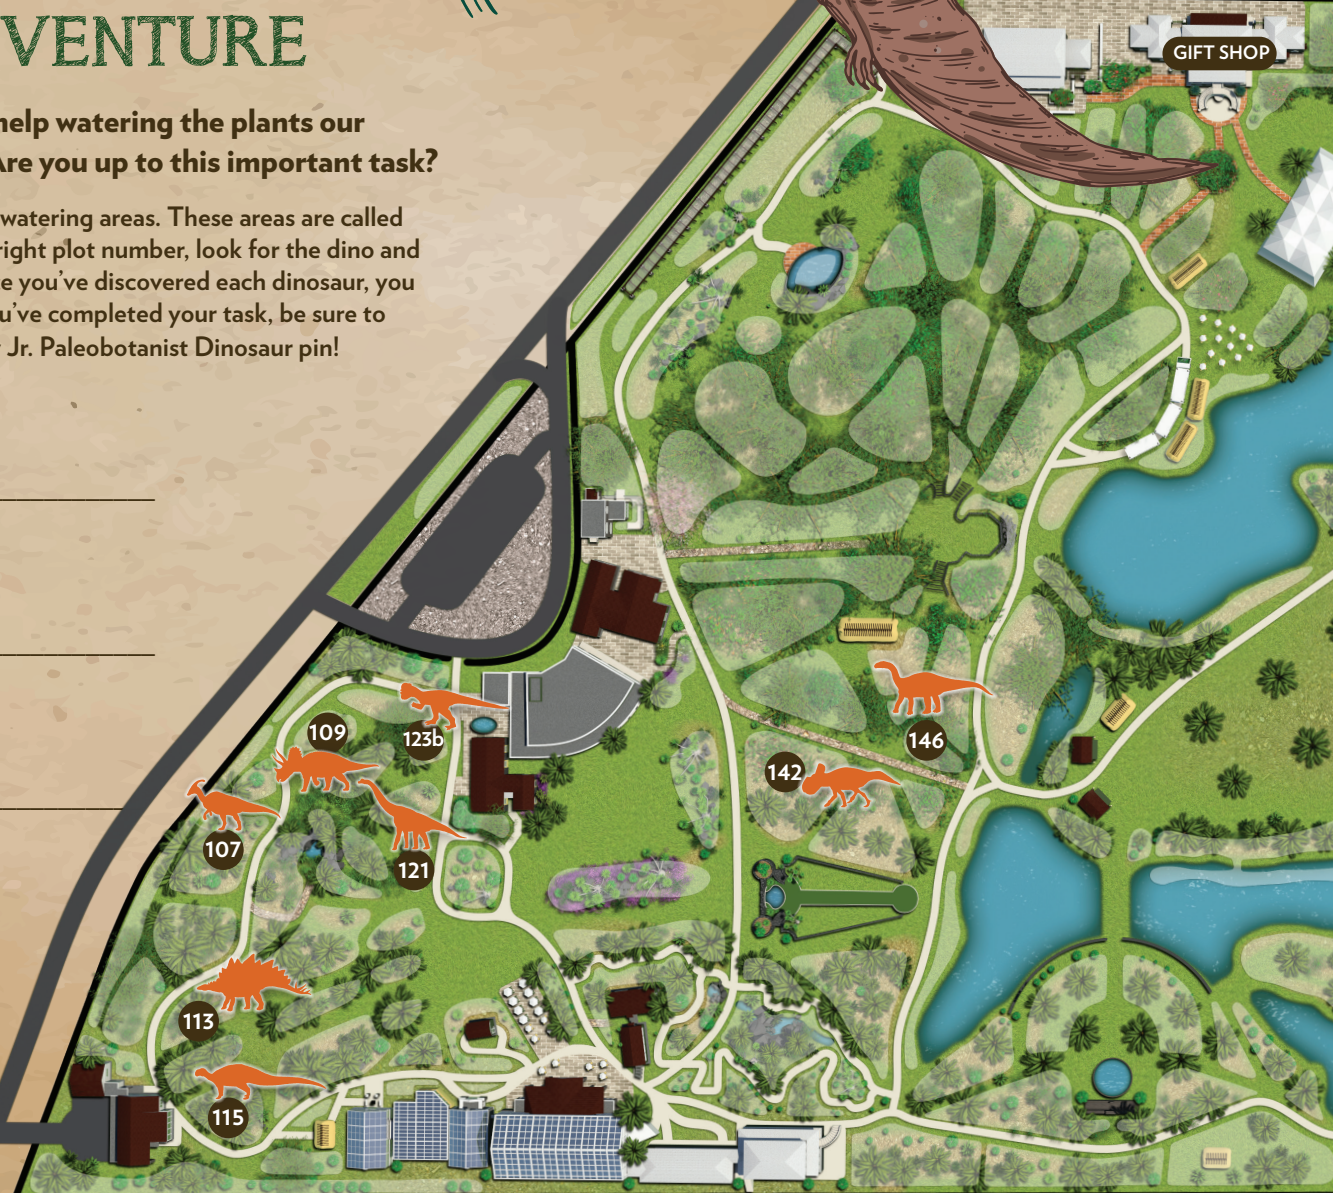 VENTURE
help watering the plants our
Are you up to this important task?
watering areas. These areas are called
right plot number, look for the dino and
you've discovered each dinosaur, you
you've completed your task, be sure to
Jr. Paleobotanist Dinosaur pin!
GIFT SHOP
109
123b
146
142
107
121
113
115